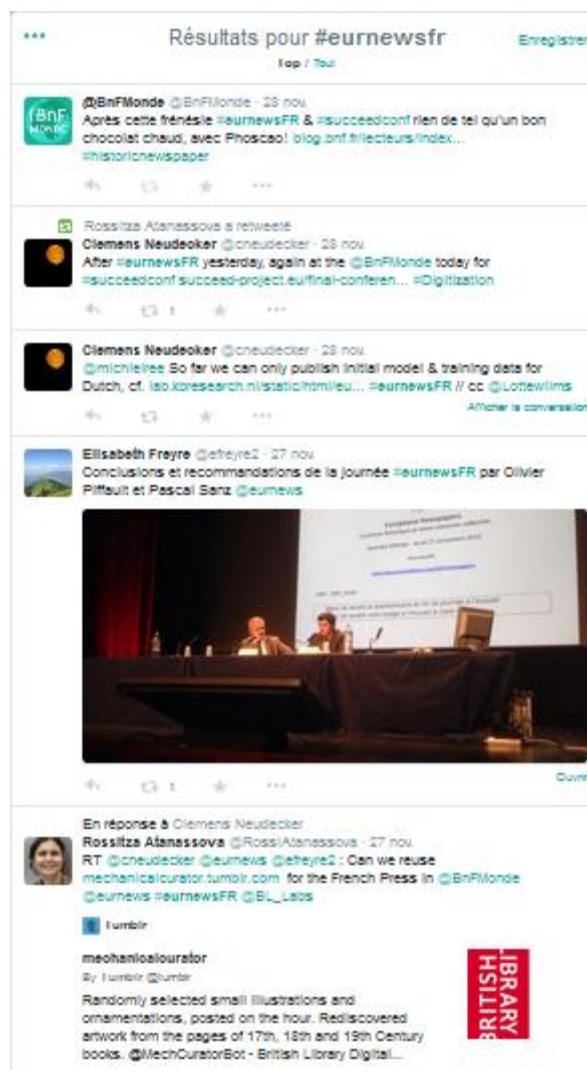 Résultats pour #eurnewsfr
Enregistrer
Top / Tout
@BnFMonde @BnFMonde · 28 nov.
Après cette frénésie #eurnewsFR & #succeedconf rien de tel qu'un bon
chocolat chaud, avec Phoscao! blog.bnf.fr/lecteurs/index...
#historicnewspaper
Rossitza Atanassova a retweeté
Clemens Neudecker @cneudecker · 28 nov.
After #eurnewsFR yesterday, again at the @BnFMonde today for
#succeedconf succeed-project.eu/final-conferen... #Digitization
1
Clemens Neudecker @cneudecker · 28 nov.
@michielree So far we can only publish initial model & training data for
Dutch, cf. lab.kbresearch.nl/static/html/eu... #eurnewsFR // cc @Lottewilms
Afficher la conversation
Elisabeth Freyre @efreyre2 · 27 nov.
Conclusions et recommandations de la journée #eurnewsFR par Olivier
Piffault et Pascal Sanz @eurnews
1
Ouvrir
En réponse à Clemens Neudecker
Rossitza Atanassova @RossiAtanassova · 27 nov.
RT @cneudecker @eurnews @efreyre2 : Can we reuse
mechanicalcurator.tumblr.com for the French Press in @BnFMonde
@eurnews #eurnewsFR @BL_Labs
Tumblr
mechanicalcurator
By Tumblr @tumblr
Randomly selected small illustrations and
ornamentations, posted on the hour. Rediscovered
artwork from the pages of 17th, 18th and 19th Century
books. @MechCuratorBot - British Library Digital...
BRITISH
LIBRARY